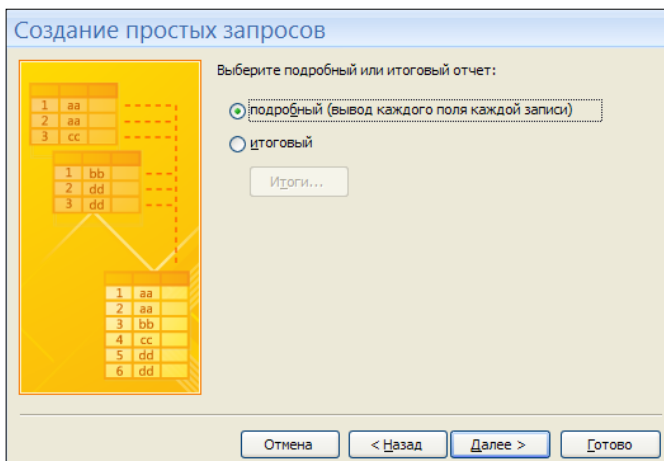 Создание простых запросов
Выберите подробный или итоговый отчет:
подробный (вывод каждого поля каждой записи)
итоговый
Итоги...
1 aa
2 aa
3 cc
1 bb
2 dd
3 dd
1 aa
2 aa
3 bb
4 cc
5 dd
6 dd
Отмена
< Назад
Далее >
Готово